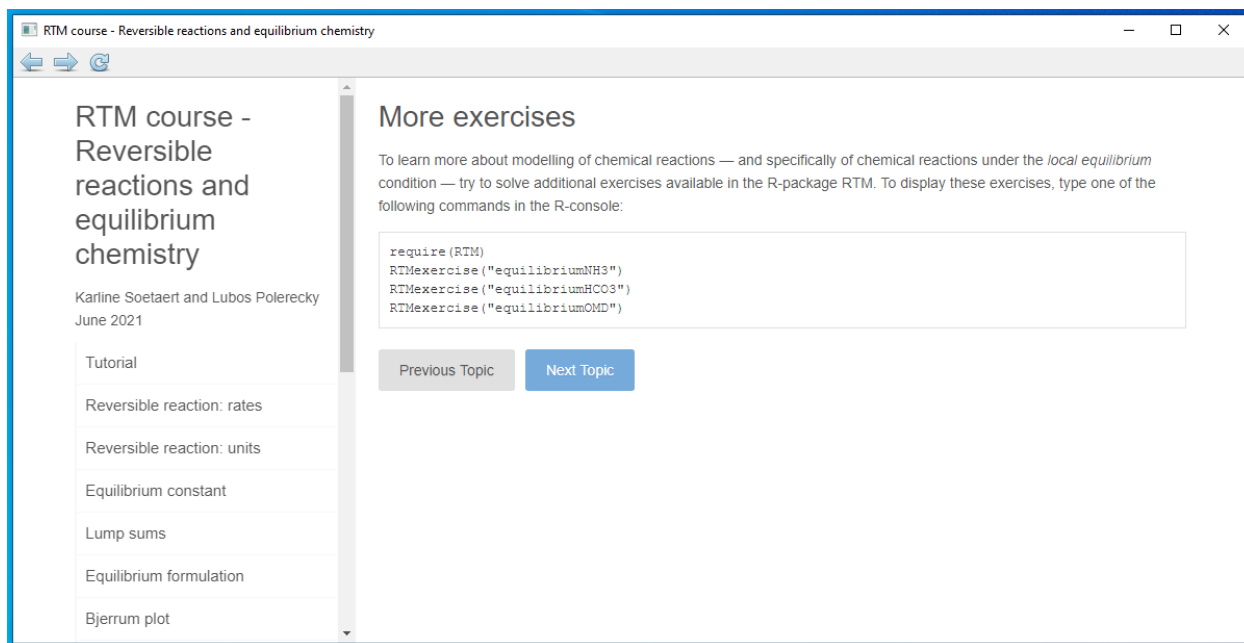 RTM course - Reversible reactions and equilibrium chemistry
RTM course -
Reversible
reactions and
equilibrium
chemistry
Karline Soetaert and Lubos Polerecky
June 2021
Tutorial
Reversible reaction: rates
Reversible reaction: units
Equilibrium constant
Lump sums
Equilibrium formulation
Bjerrum plot
More exercises
To learn more about modelling of chemical reactions — and specifically of chemical reactions under the local equilibrium
condition — try to solve additional exercises available in the R-package RTM. To display these exercises, type one of the
following commands in the R-console:
require(RTM)
RTMexercise("equilibriumNH3")
RTMexercise("equilibriumHCO3")
RTMexercise("equilibriumOMD")
Previous Topic
Next Topic